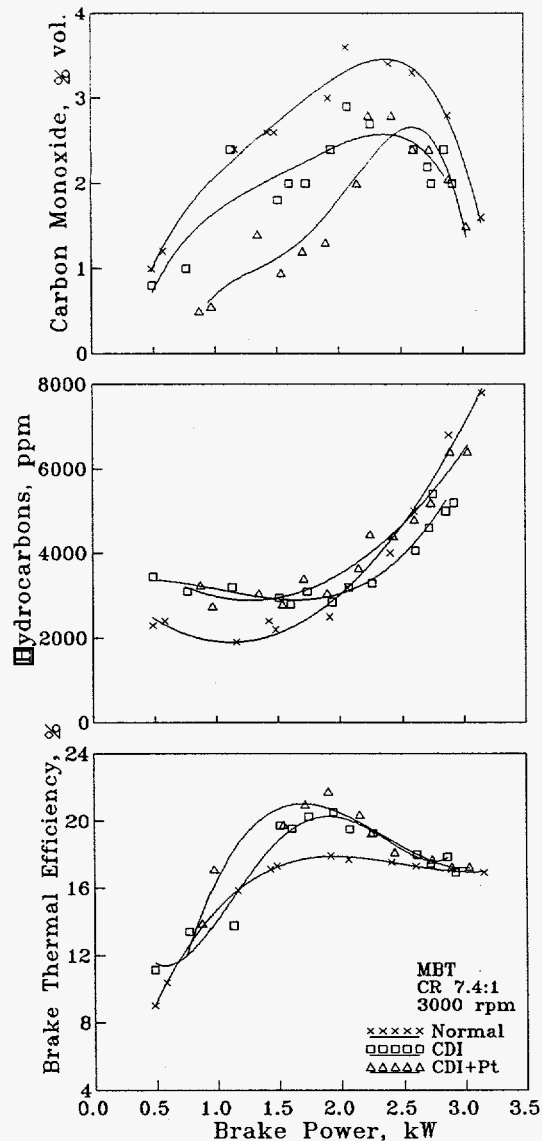 Carbon Monoxide, % vol.
4
3
2
1
0
Hydrocarbons, ppm
8000
6000
4000
2000
0
Brake Thermal Efficiency, %
24
20
16
12
8
4
MBT
CR 7.4:1
3000 rpm
×××× Normal
□□□□□ CDI
△△△△ CDI+Pt
0.0 0.5 1.0 1.5 2.0 2.5 3.0 3.5
Brake Power, kW